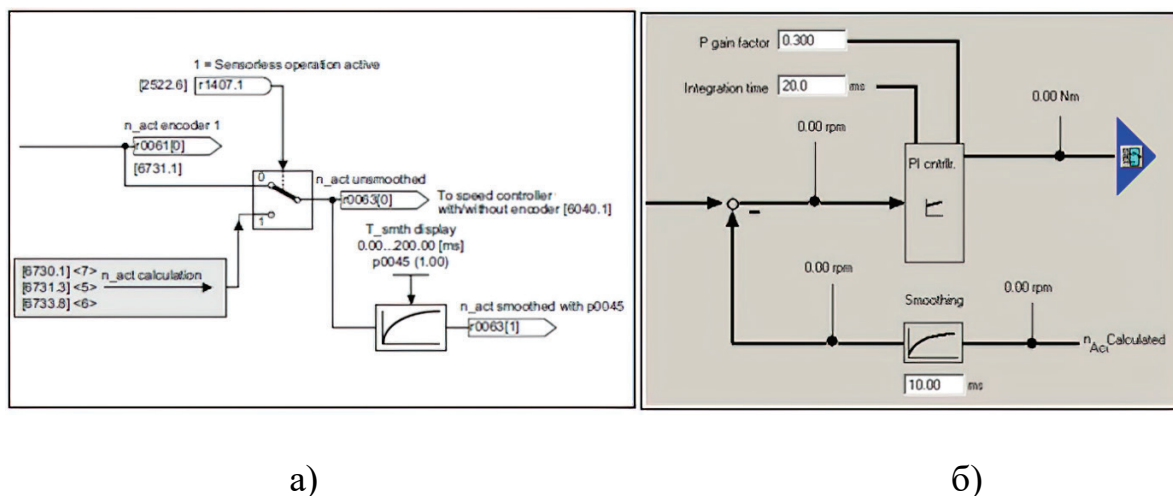 1 = Sensorless operation active
[2522.6] r1407.1
n_act encoder 1
r0061[0]
[6731.1]
0
1
n_act unsmoothed
r0063[0]
To speed controller
with/without encoder [6040.1]
T_smth display
0.00...200.00 [ms]
p0045 (1.00)
[6730.1] <7>
[6731.3] <5>
[6733.8] <6>
n_act calculation
n_act smoothed with p0045
r0063[1]
P gain factor 0.300
Integration time 20.0 ms
0.00 rpm
0.00 Nm
PI cntrllr.
0.00 rpm
Smoothing
0.00 rpm
n Act Calculated
10.00 ms
а)
б)